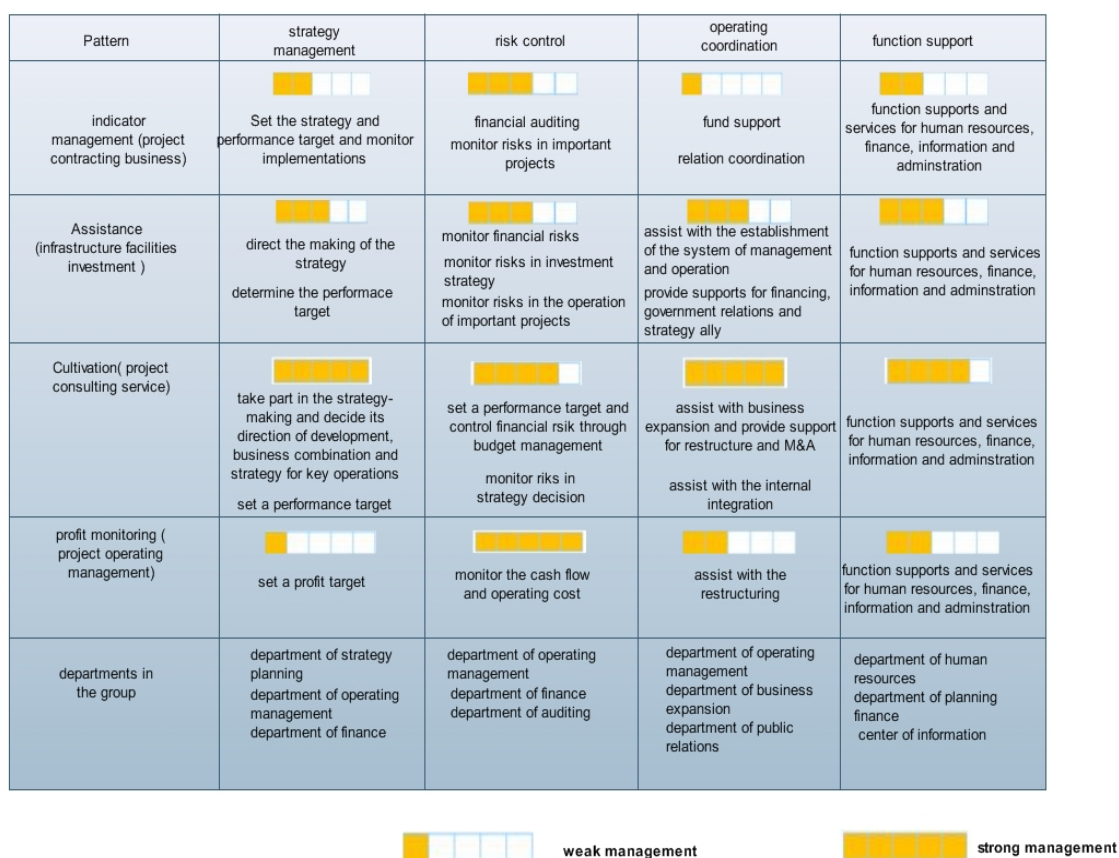 Pattern
strategy
management
risk control
operating
coordination
function support
indicator
management (project
contracting business)
Set the strategy and
performance target and monitor
implementations
financial auditing
monitor risks in important
projects
fund support
relation coordination
function supports and
services for human resources,
finance, information and
adminstration
Assistance
(infrastructure facilities
investment )
direct the making of the
strategy
determine the performace
target
monitor financial risks
monitor risks in investment
strategy
monitor risks in the operation
of important projects
assist with the establishment
of the system of management
and operation
provide supports for financing,
government relations and
strategy ally
function supports and services
for human resources, finance,
information and adminstration
Cultivation( project
consulting service)
take part in the strategy-
making and decide its
direction of development,
business combination and
strategy for key operations
set a performance target
set a performance target and
control financial rsik through
budget management
monitor riks in
strategy decision
assist with business
expansion and provide support
for restructure and M&A
assist with the internal
integration
function supports and services
for human resources, finance,
information and adminstration
profit monitoring (
project operating
management)
set a profit target
monitor the cash flow
and operating cost
assist with the
restructuring
function supports and services
for human resources, finance,
information and adminstration
departments in
the group
department of strategy
planning
department of operating
management
department of finance
department of operating
management
department of finance
department of auditing
department of operating
management
department of business
expansion
department of public
relations
department of human
resources
department of planning
finance
center of information
weak management
strong management